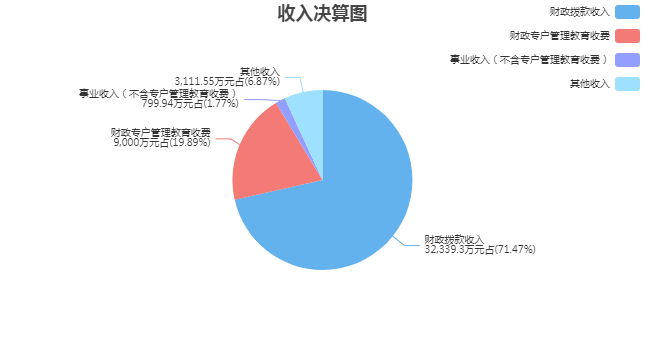 收入决算图
财政拨款收入
财政专户管理教育收费
事业收入（不含专户管理教育收费）
其他收入
其他收入
3,111.55万元占(6.87%)
事业收入（不含专户管理教育收费）
799.94万元占(1.77%)
财政专户管理教育收费
9,000万元占(19.89%)
财政拨款收入
32,339.3万元占(71.47%)